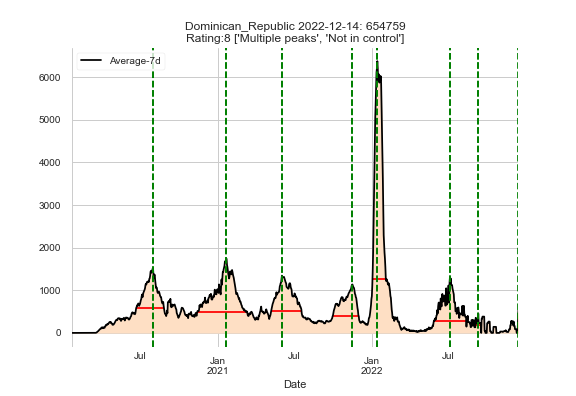 Dominican_Republic 2022-12-14: 654759
Rating:8 ['Multiple peaks', 'Not in control']
Average-7d
6000
5000
4000
3000
2000
1000
0
Jul
Jan
2021
Jul
Jan
2022
Jul
Date